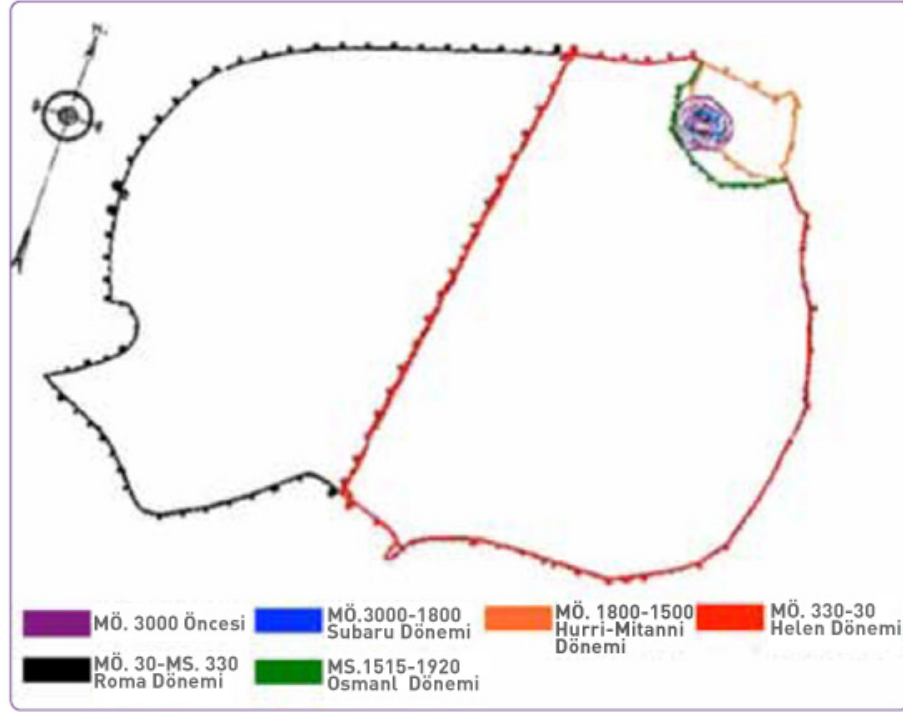 N.
MÖ. 3000 Öncesi
MÖ.3000-1800
Subaru Dönemi
MÖ. 1800-1500
Hurri-Mitanni
Dönemi
MÖ. 330-30
Helen Dönemi
MÖ. 30-MS. 330
Roma Dönemi
MS.1515-1920
Osmanl Dönemi